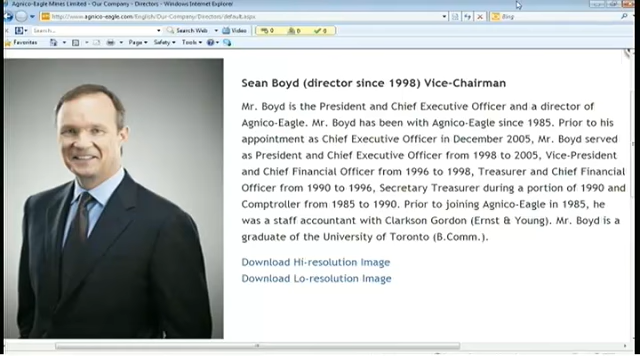 Agnico-Eagle Mines Limited - Our Company - Directors - Windows Internet Explorer
http://www.agnico-eagle.com/English/Our-Company/Directors/default.aspx
Bing
Search Web
Video
Favorites
Page
Safety
Tools
Sean Boyd (director since 1998) Vice-Chairman
Mr. Boyd is the President and Chief Executive Officer and a director of
Agnico-Eagle. Mr. Boyd has been with Agnico-Eagle since 1985. Prior to his
appointment as Chief Executive Officer in December 2005, Mr. Boyd served
as President and Chief Executive Officer from 1998 to 2005, Vice-President
and Chief Financial Officer from 1996 to 1998, Treasurer and Chief Financial
Officer from 1990 to 1996, Secretary Treasurer during a portion of 1990 and
Comptroller from 1985 to 1990. Prior to joining Agnico-Eagle in 1985, he
was a staff accountant with Clarkson Gordon (Ernst & Young). Mr. Boyd is a
graduate of the University of Toronto (B.Comm.).
Download Hi-resolution Image
Download Lo-resolution Image